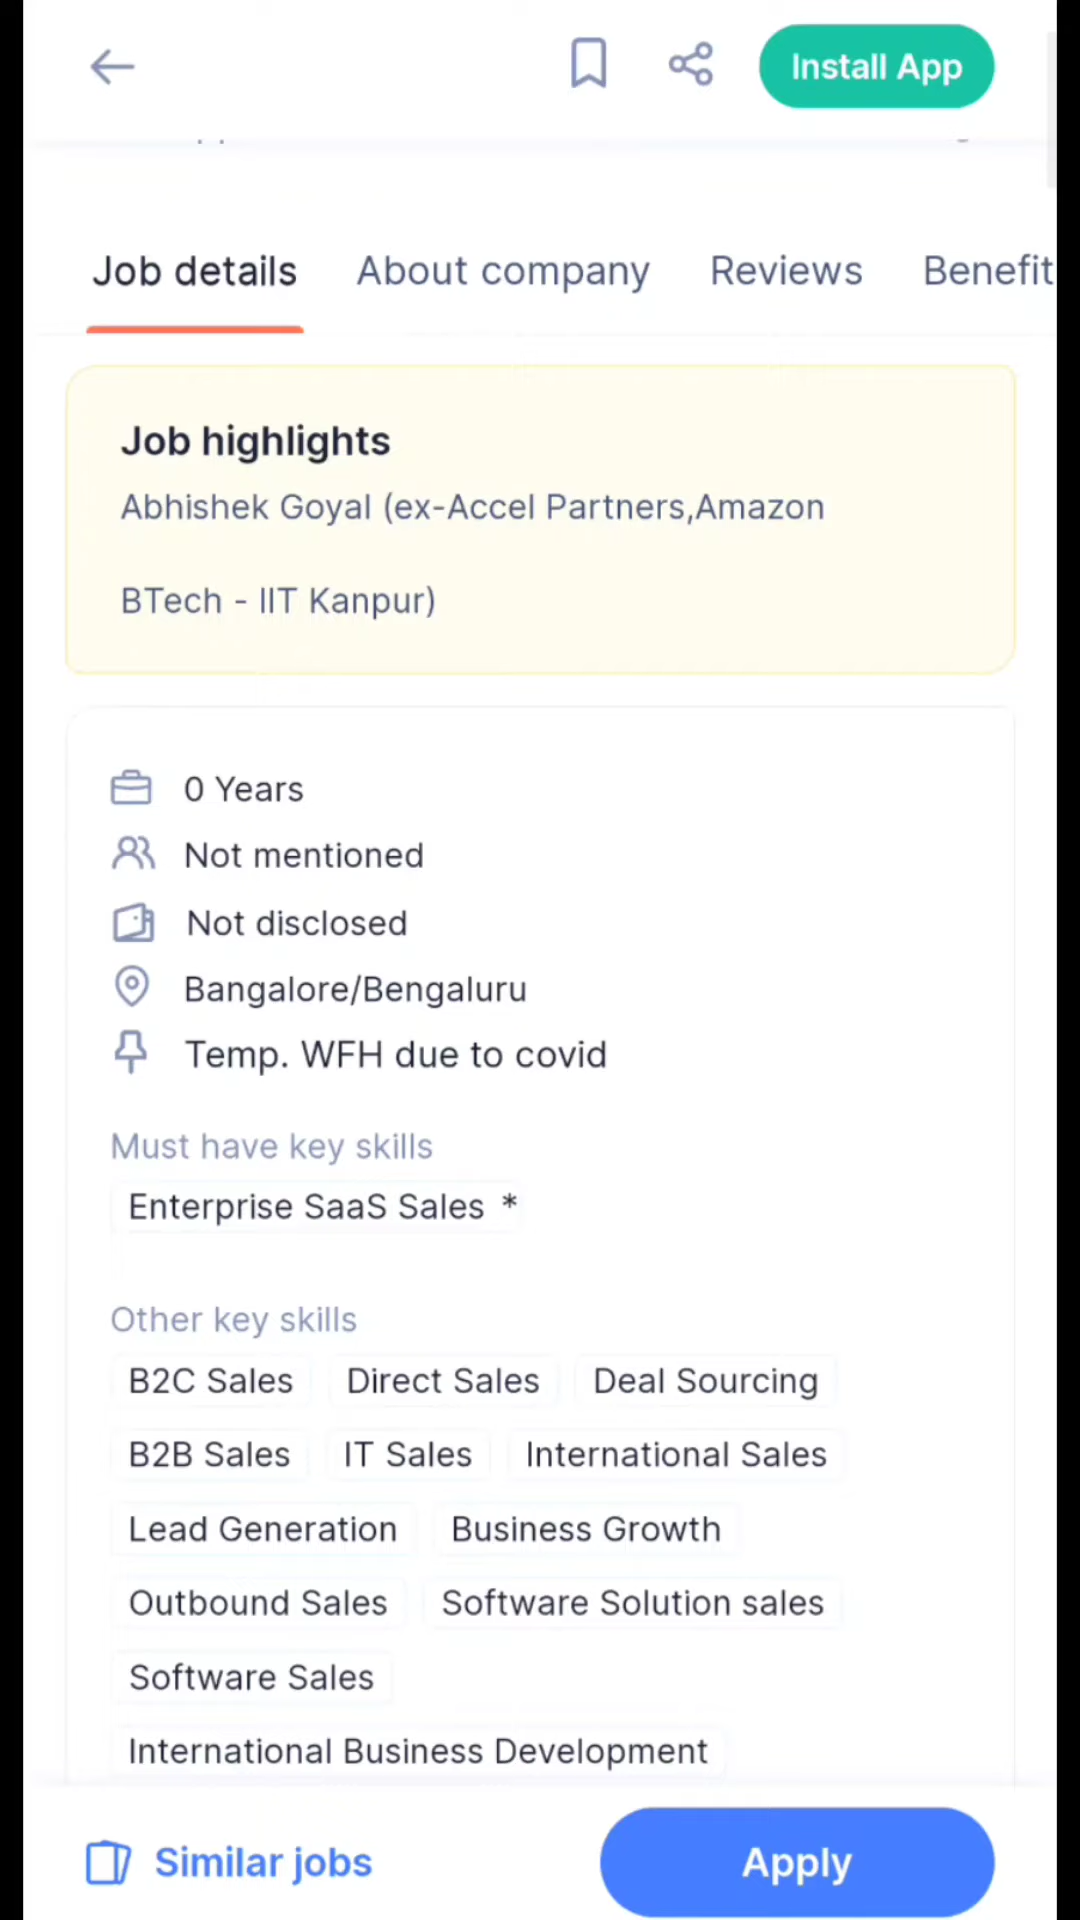 Install App
Job details About company Reviews Benefit
Job highlights
Abhishek Goyal (ex-Accel Partners,Amazon
BTech - IIT Kanpur)
0 Years
Not mentioned
Not disclosed
Bangalore/Bengaluru
Temp. WFH due to covid
Must have key skills
Enterprise SaaS Sales *
Other key skills
B2C Sales Direct Sales Deal Sourcing
B2B Sales IT Sales International Sales
Lead Generation Business Growth
Outbound Sales Software Solution sales
Software Sales
International Business Development
Similar jobs Apply